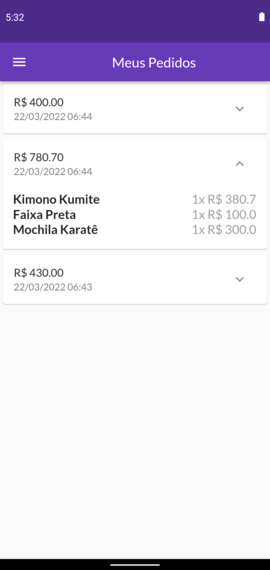 5:32
Meus Pedidos
R$ 400.00
22/03/2022 06:44
R$ 780.70
22/03/2022 06:44
Kimono Kumite 1x R$ 380.7
Faixa Preta 1x R$ 100.0
Mochila Karatê 1x R$ 300.0
R$ 430.00
22/03/2022 06:43